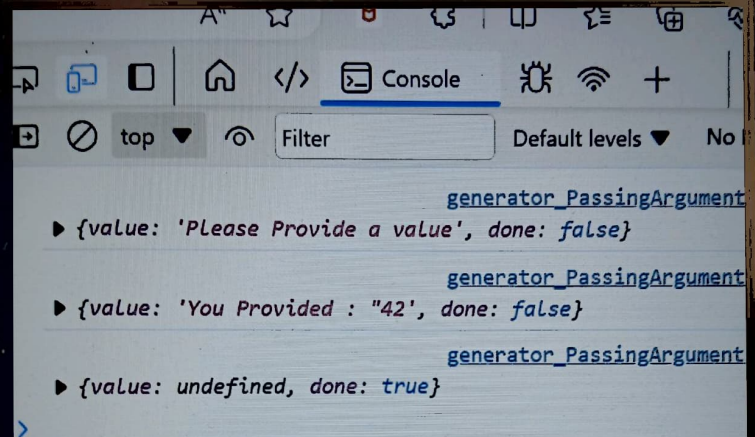 Console
top Filter Default levels No
generator_PassingArgument
{value: 'Please Provide a value', done: false}
generator_PassingArgument
{value: 'You Provided : "42', done: false}
generator_PassingArgument
{value: undefined, done: true}